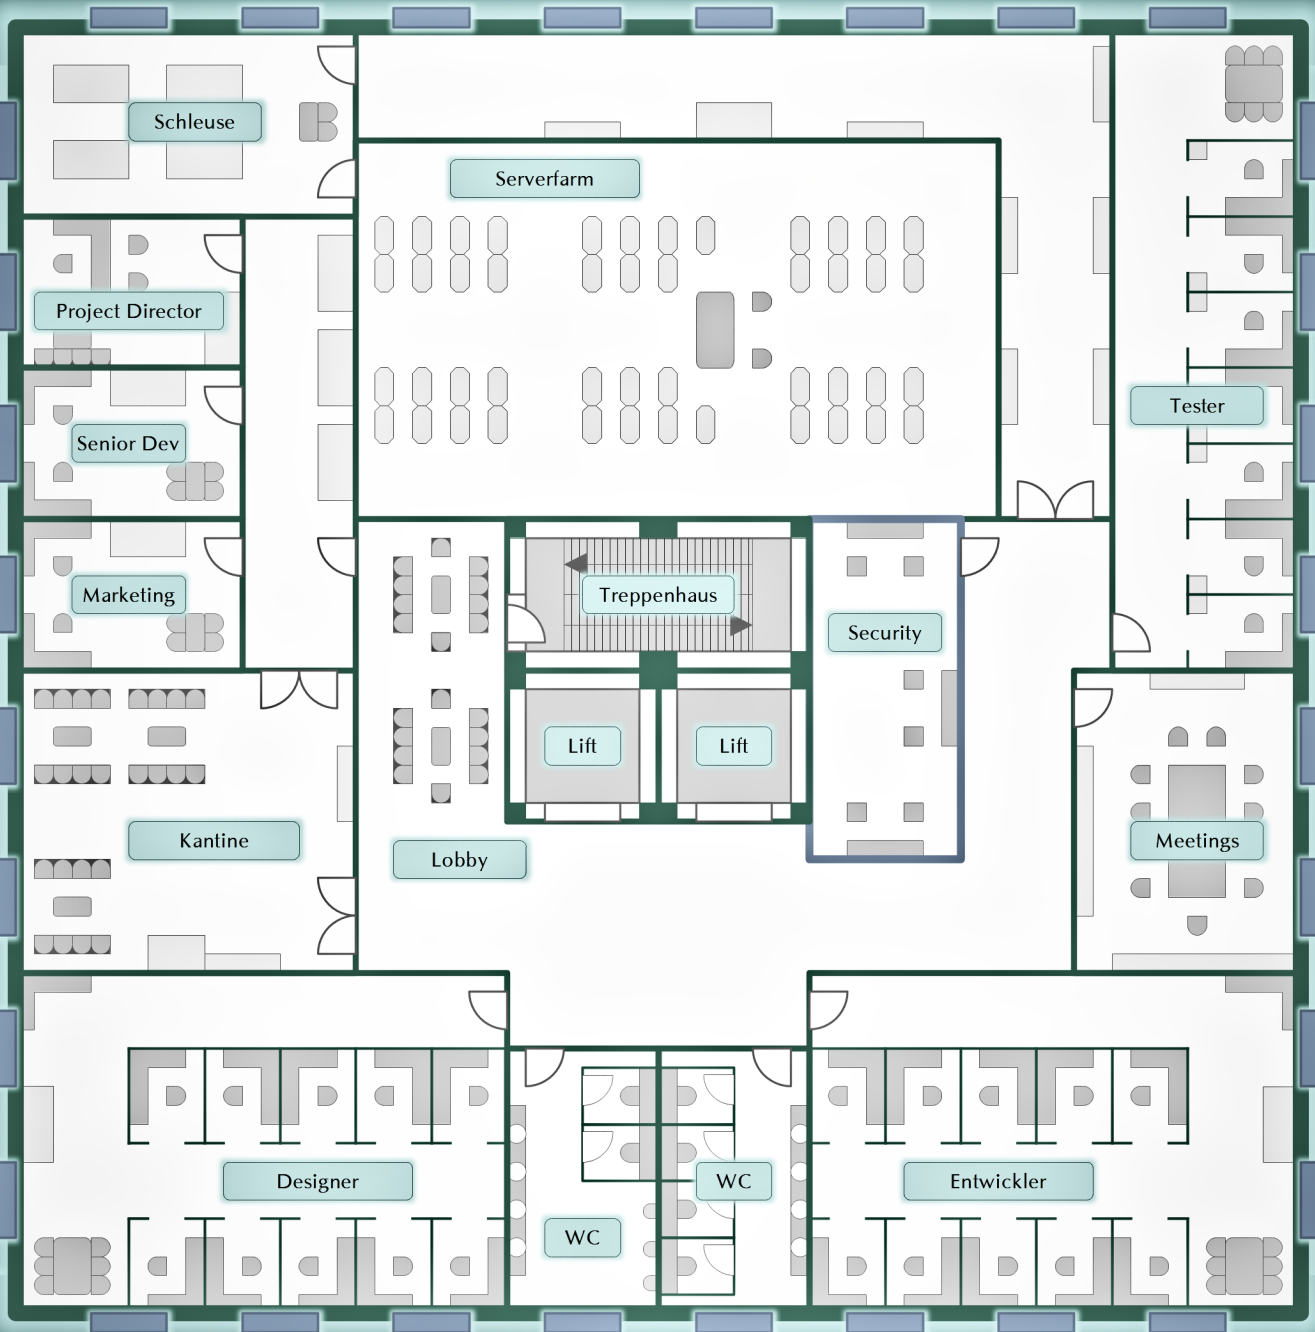 Schleuse
Serverfarm
Project Director
Tester
Senior Dev
Marketing
Treppenhaus
Security
Lift
Lift
Kantine
Lobby
Meetings
Designer
WC
Entwickler
WC